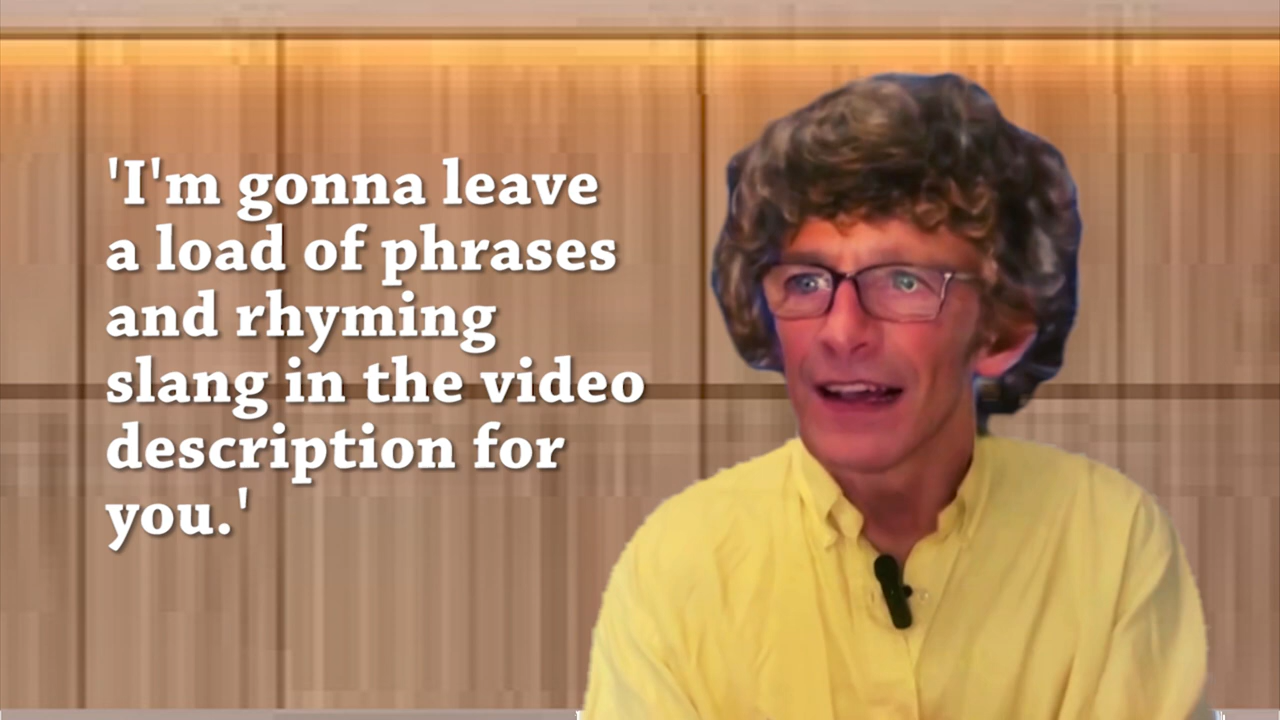 'I'm gonna leave
a load of phrases
and rhyming
slang in the video
description for
you.'